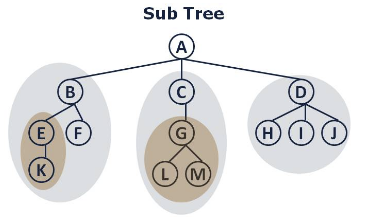 Sub Tree
A
B C D
E F G H I J
K L M